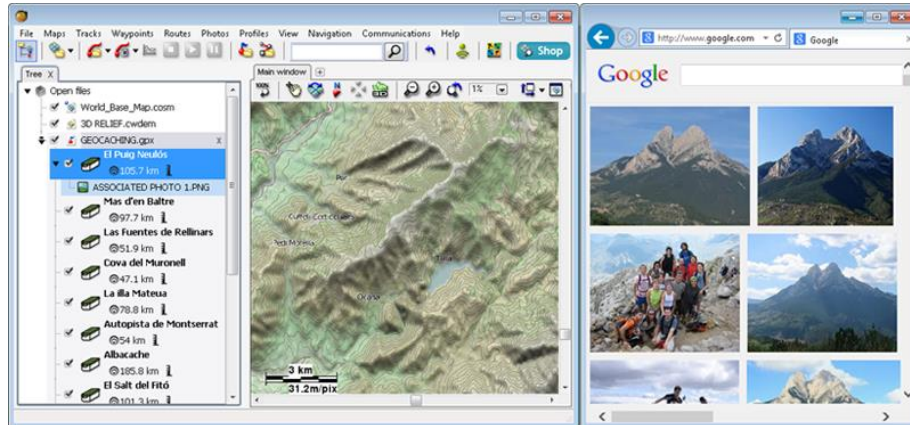 File Maps Tracks Waypoints Routes Photos Profiles View Navigation Communications Help
Shop
Tree X
Open files
World_Base_Map.cosm
3D RELIEF.cwdem
GEOCACHING.gpx x
El Puig Neulós
105.7 km
ASSOCIATED PHOTO 1.PNG
Mas d'en Baltre
97.7 km
Las Fuentes de Rellinars
51.9 km
Cova del Muronell
47.1 km
La illa Mateua
78.8 km
Autopista de Montserrat
54 km
Albacache
185.8 km
El Salt del Fitó
101.3 km
Main window
100%
1%
3 km
31.2m/pix
http://www.google.com
Google
Google